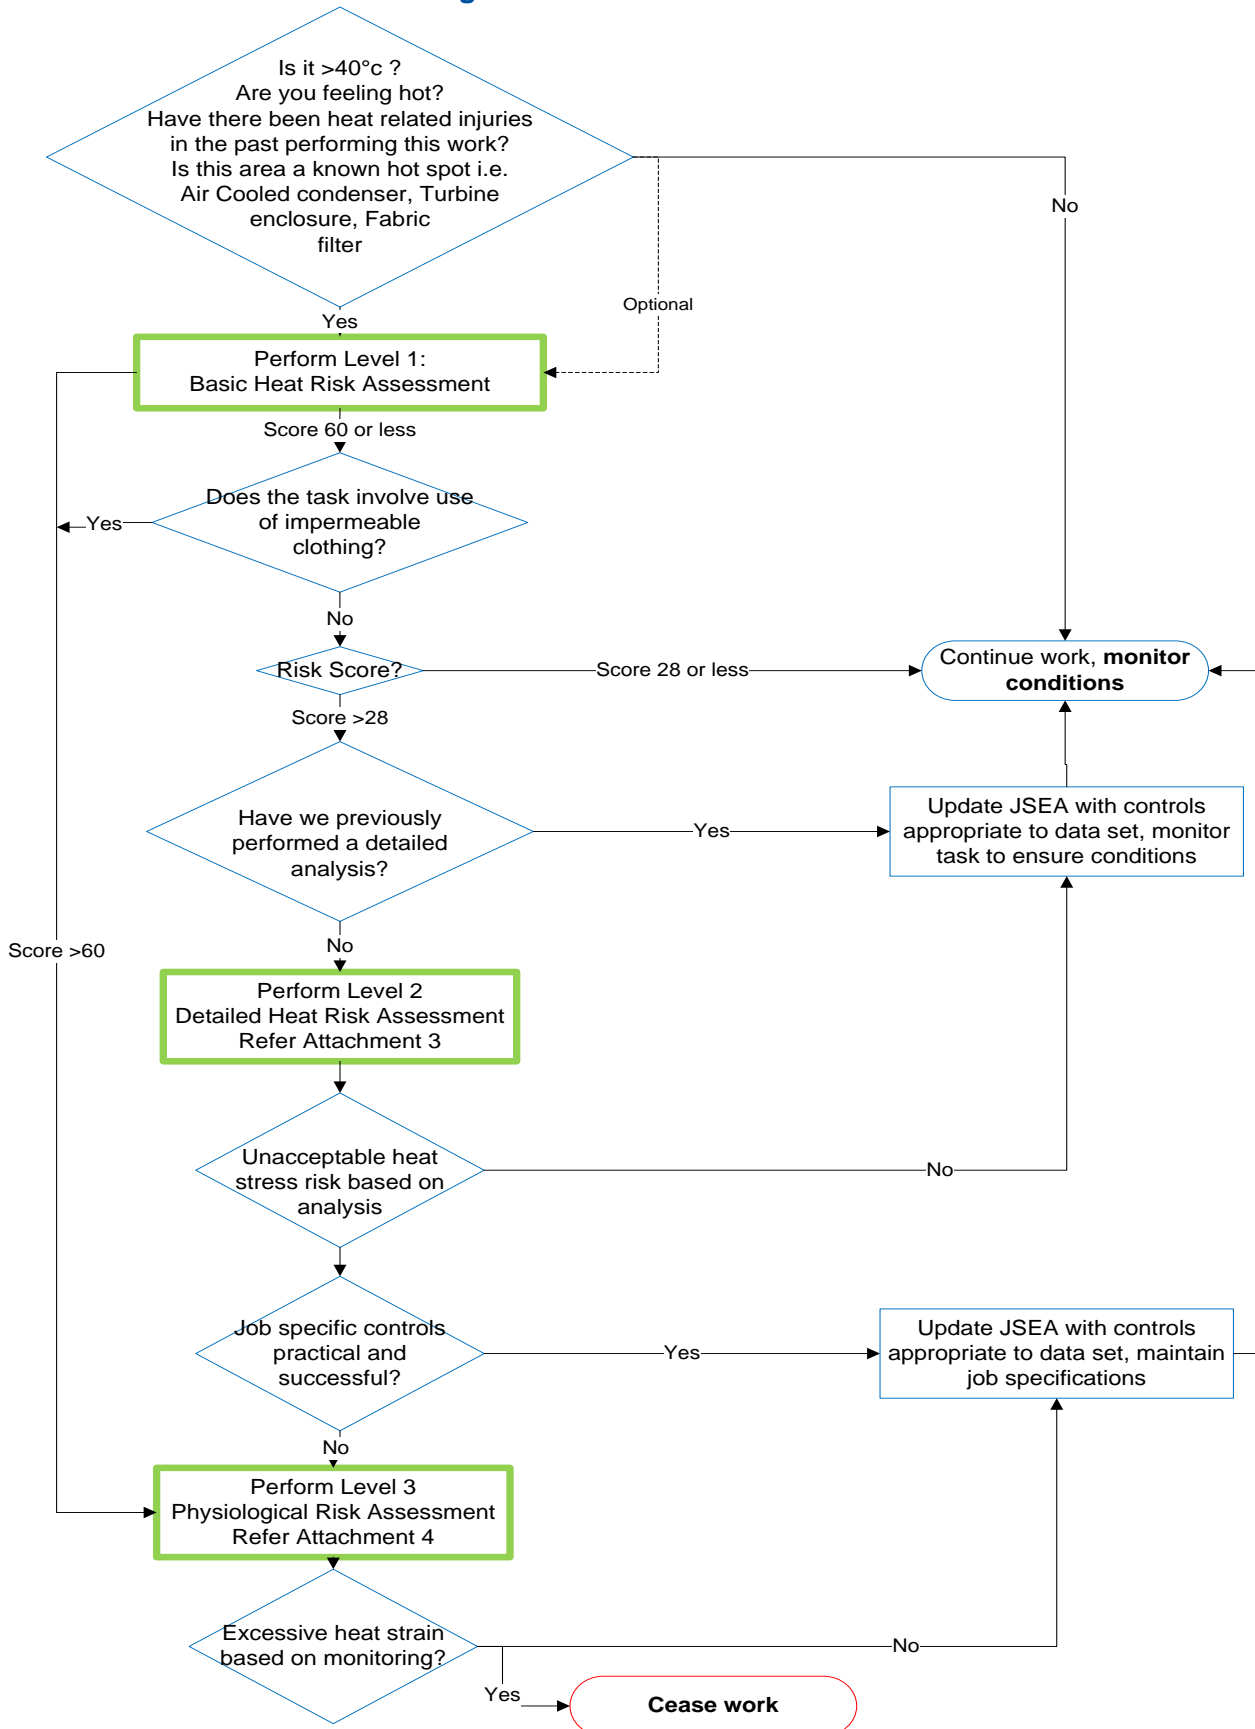 Is it >40°c ?
Are you feeling hot?
Have there been heat related injuries
in the past performing this work?
Is this area a known hot spot i.e.
Air Cooled condenser, Turbine
enclosure, Fabric
filter
No
Optional
Yes
Perform Level 1:
Basic Heat Risk Assessment
Score 60 or less
Does the task involve use
of impermeable
clothing?
Yes
No
Risk Score?
Score 28 or less
Continue work, monitor
conditions
Score >28
Have we previously
performed a detailed
analysis?
Yes
Update JSEA with controls
appropriate to data set, monitor
task to ensure conditions
No
Score >60
Perform Level 2
Detailed Heat Risk Assessment
Refer Attachment 3
Unacceptable heat
stress risk based on
analysis
No
Job specific controls
practical and
successful?
Yes
Update JSEA with controls
appropriate to data set, maintain
job specifications
No
Perform Level 3
Physiological Risk Assessment
Refer Attachment 4
Excessive heat strain
based on monitoring?
No
Yes
Cease work